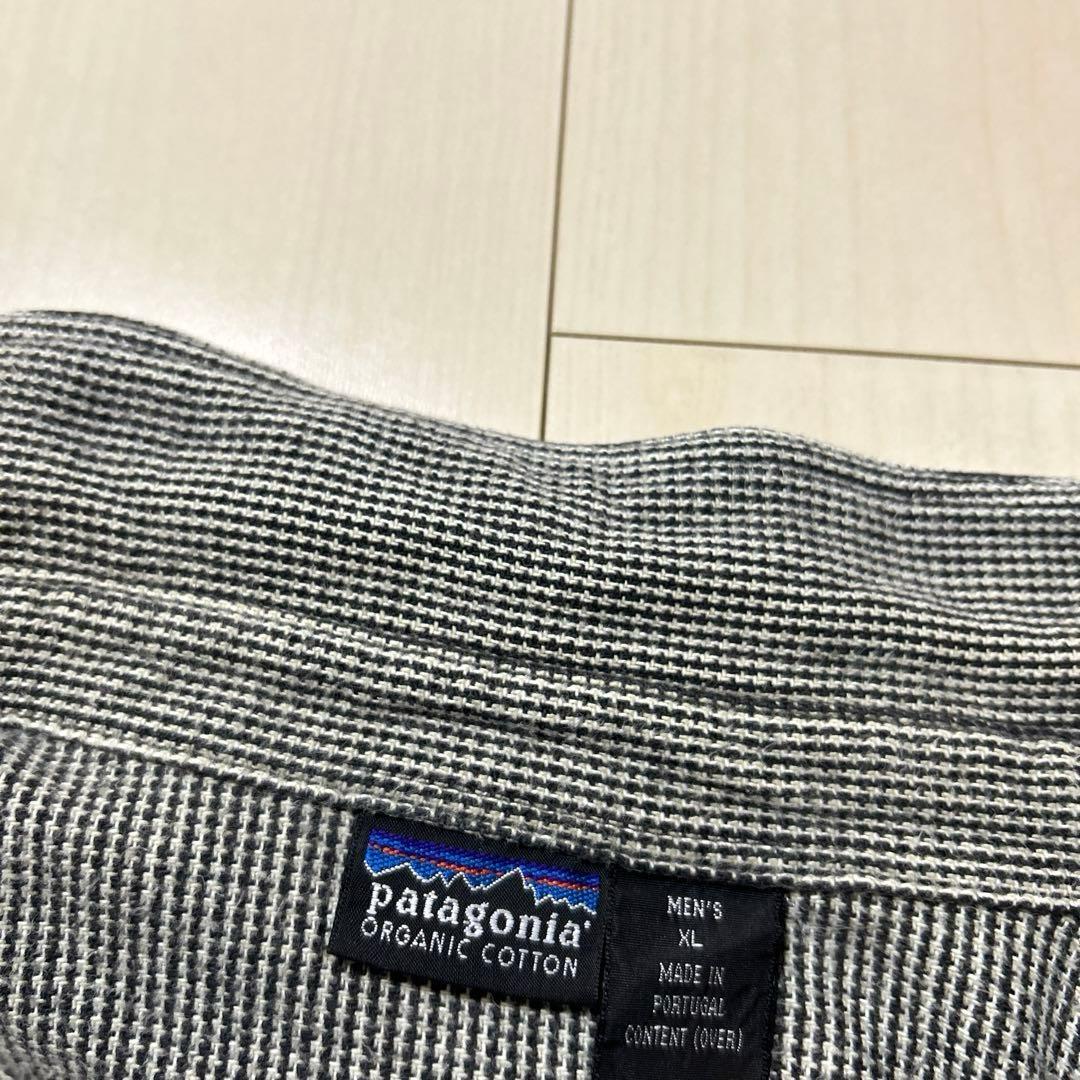 patagonia®
ORGANIC COTTON
MEN'S
XL
MADE IN
PORTUGAL
CONTENT (OVER)